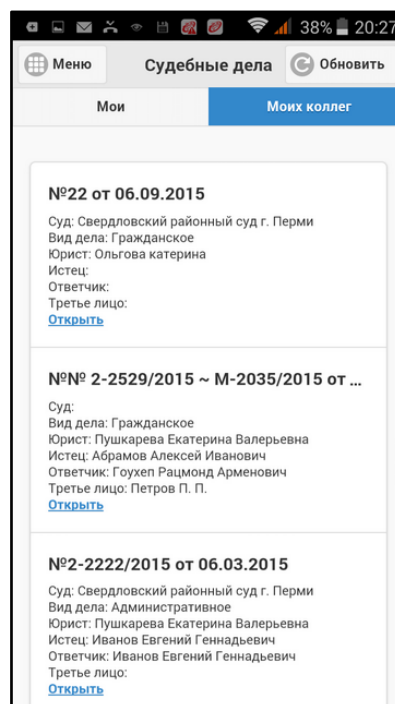 38% 20:27
Меню Судебные дела Обновить
Мои Моих коллег
№22 от 06.09.2015
Суд: Свердловский районный суд г. Перми
Вид дела: Гражданское
Юрист: Ольгова катерина
Истец:
Ответчик:
Третье лицо:
Открыть
№№ 2-2529/2015 ~ М-2035/2015 от ...
Суд:
Вид дела: Гражданское
Юрист: Пушкарева Екатерина Валерьевна
Истец: Абрамов Алексей Иванович
Ответчик: Гоухеп Рацмонд Арменович
Третье лицо: Петров П. П.
Открыть
№2-2222/2015 от 06.03.2015
Суд: Свердловский районный суд г. Перми
Вид дела: Административное
Юрист: Пушкарева Екатерина Валерьевна
Истец: Иванов Евгений Геннадьевич
Ответчик: Иванов Евгений Геннадьевич
Третье лицо:
Открыть